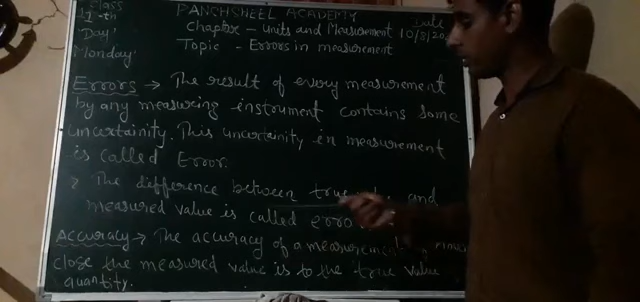 Class
11-th
Day
Monday
PANCHSHEEL ACADEMY
Chapter - Units and Measurement
Topic - Errors in measurement
Date
10/8/20
Errors → The result of every measurement
by any measuring instrument contains some
uncertainity. This uncertainity in measurement
is called Error.
→ The difference between true and
measured value is called erro
Accuracy → The accuracy of a measurement
close the measured value is to the true value
quantity.